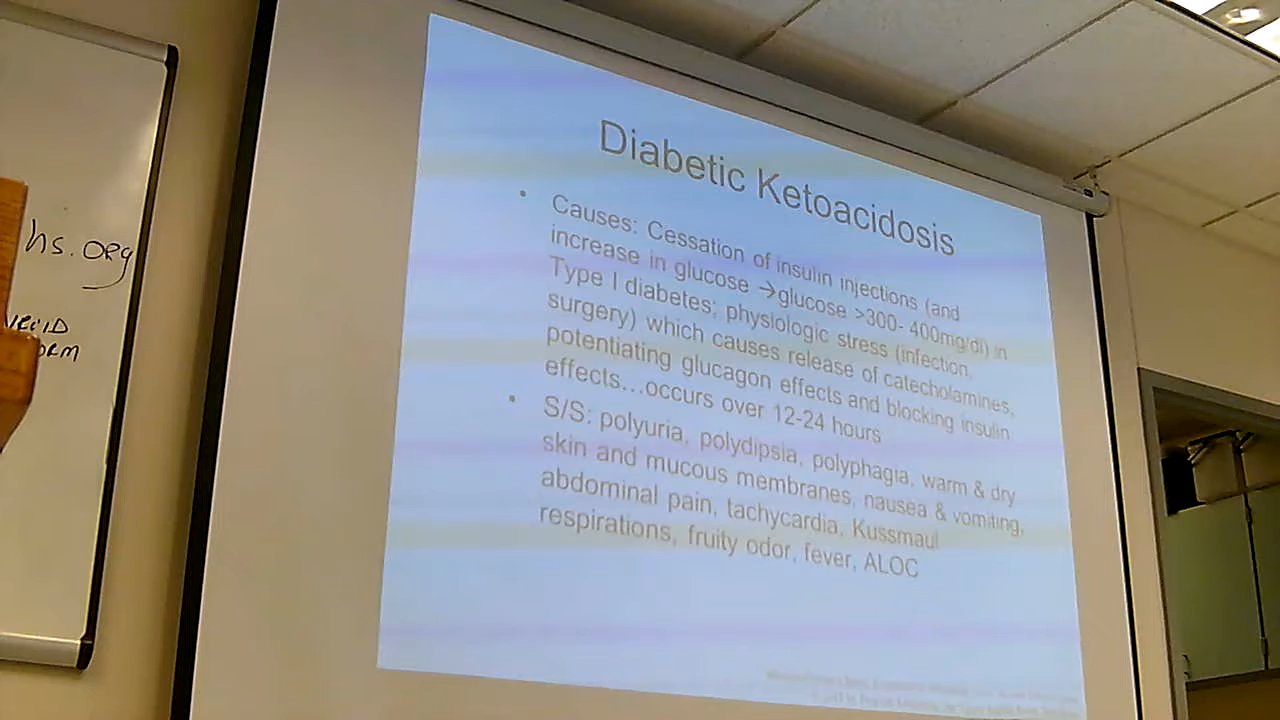 hs.ORG
Diabetic Ketoacidosis
• Causes: Cessation of insulin injections (and
increase in glucose →glucose >300- 400mg/dl) in
Type I diabetes; physiologic stress (infection,
surgery) which causes release of catecholamines,
potentiating glucagon effects and blocking insulin
effects...occurs over 12-24 hours
• S/S: polyuria, polydipsia, polyphagia, warm & dry
skin and mucous membranes, nausea & vomiting,
abdominal pain, tachycardia, Kussmaul
respirations, fruity odor, fever, ALOC